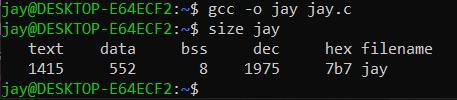 jay@DESKTOP-E64ECF2:~$ gcc -o jay jay.c
jay@DESKTOP-E64ECF2:~$ size jay
text data bss dec hex filename
1415 552 8 1975 7b7 jay
jay@DESKTOP-E64ECF2:~$